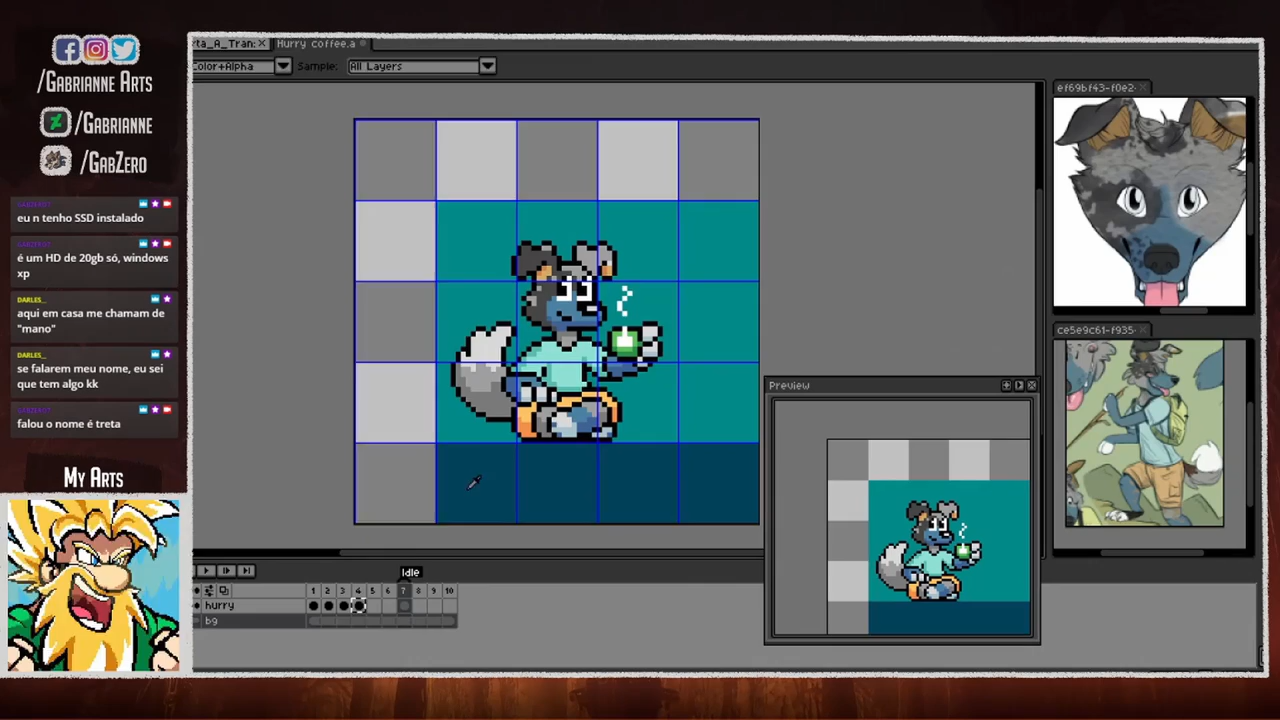 /Gabrianne Arts
/Gabrianne
/GabZero
eu n tenho SSD instalado
é um HD de 20gb só, windows
xp
DARLES_
aqui em casa me chamam de
"mano"
DARLES_
se falarem meu nome, eu sei
que tem algo kk
falou o nome é treta
My Arts
rta_A_Tran:
Hurry coffee.a
Color+Alpha
Sample:
All Layers
ef69bf43-f0e2-
ce5e9c61-f935-
Preview
Idle
1 2 3 4 5 6 7 8 9 10
hurry
bg